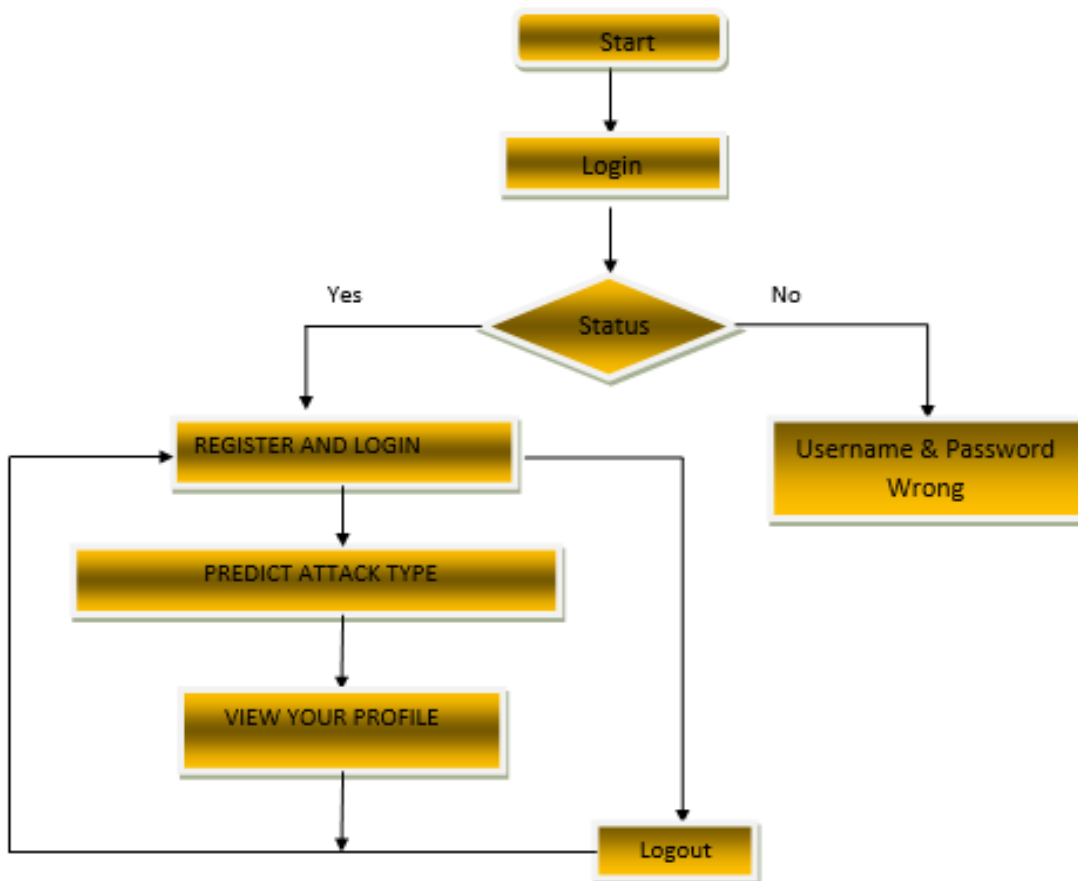 Start
Login
Yes
No
Status
REGISTER AND LOGIN
Username & Password
Wrong
PREDICT ATTACK TYPE
VIEW YOUR PROFILE
Logout